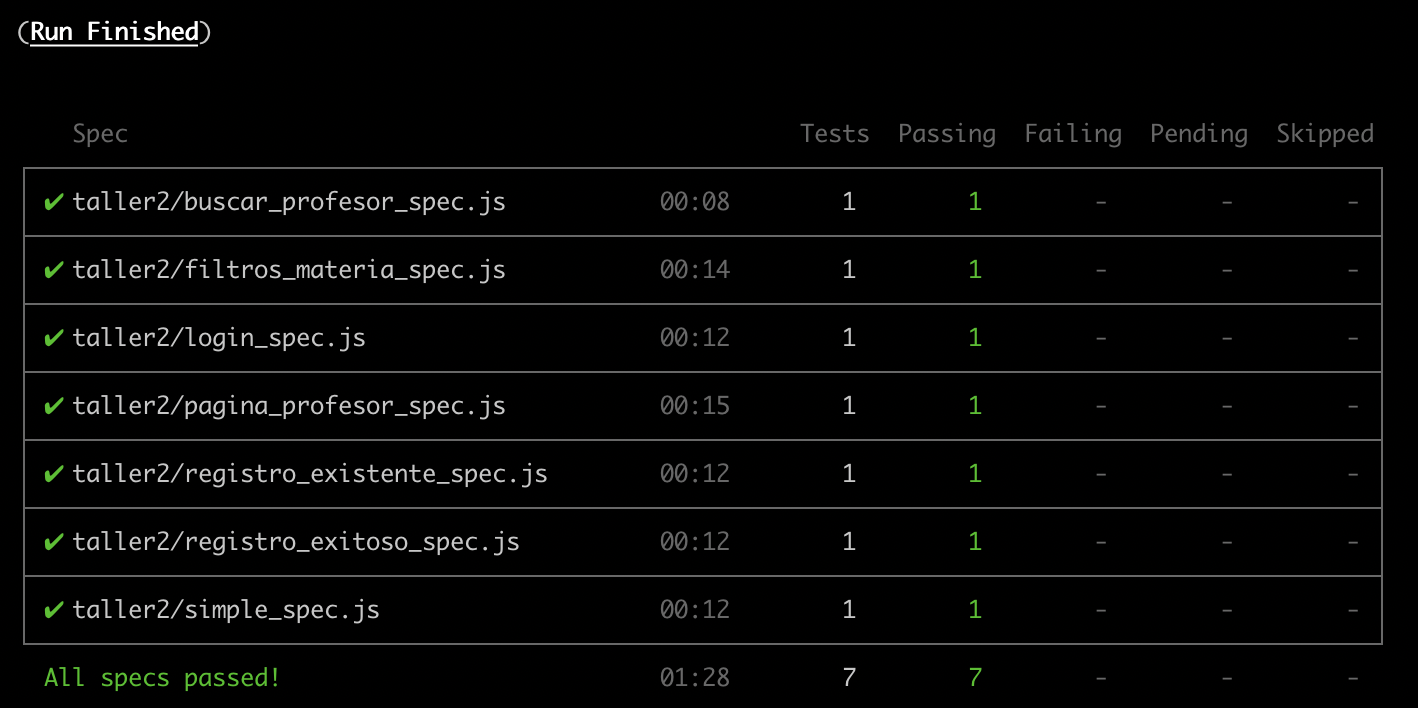 (Run Finished)
Spec Tests Passing Failing Pending Skipped
✔ taller2/buscar_profesor_spec.js 00:08 1 1 - - -
✔ taller2/filtros_materia_spec.js 00:14 1 1 - - -
✔ taller2/login_spec.js 00:12 1 1 - - -
✔ taller2/pagina_profesor_spec.js 00:15 1 1 - - -
✔ taller2/registro_existente_spec.js 00:12 1 1 - - -
✔ taller2/registro_exitoso_spec.js 00:12 1 1 - - -
✔ taller2/simple_spec.js 00:12 1 1 - - -
All specs passed! 01:28 7 7 - - -